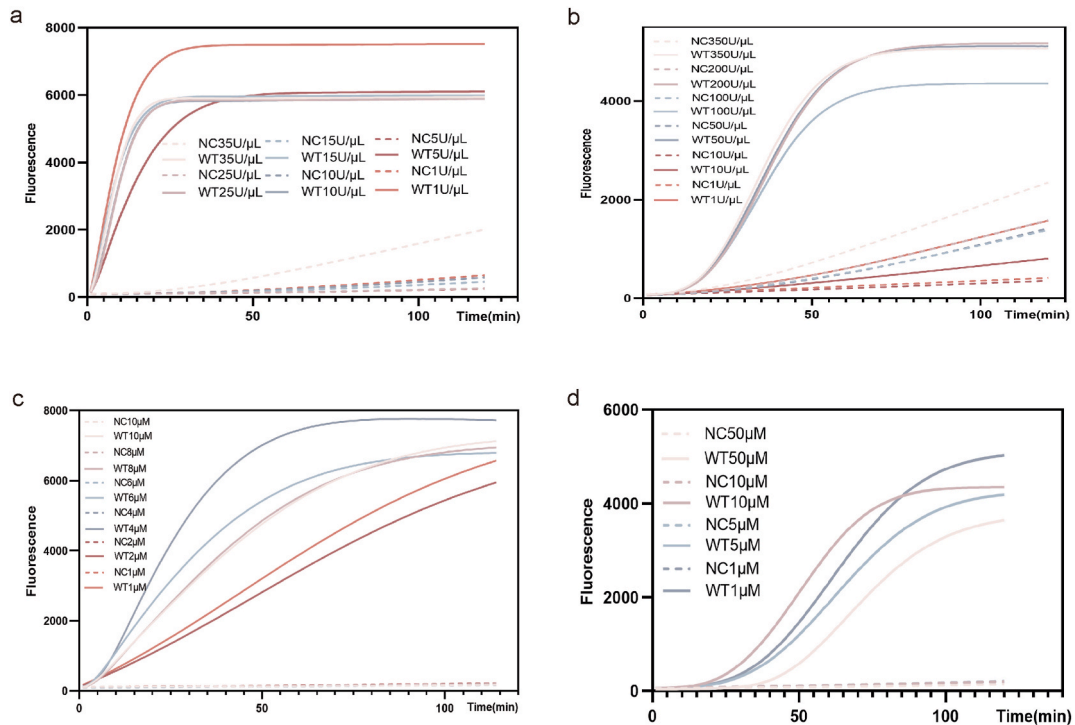 a
Fluorescence
8000
6000
4000
2000
0
0
50
100
Time(min)
NC35U/μL
WT35U/μL
NC25U/μL
WT25U/μL
NC15U/μL
WT15U/μL
NC10U/μL
WT10U/μL
NC5U/μL
WT5U/μL
NC1U/μL
WT1U/μL
b
Fluorescence
4000
2000
0
0
50
100
Time(min)
NC350U/μL
WT350U/μL
NC200U/μL
WT200U/μL
NC100U/μL
WT100U/μL
NC50U/μL
WT50U/μL
NC10U/μL
WT10U/μL
NC1U/μL
WT1U/μL
c
Fluorescence
8000
6000
4000
2000
0
0
50
100
Time(min)
NC10μM
WT10μM
NC8μM
WT8μM
NC6μM
WT6μM
NC4μM
WT4μM
NC2μM
WT2μM
NC1μM
WT1μM
d
Fluorescence
6000
4000
2000
0
0
50
100
Time(min)
NC50μM
WT50μM
NC10μM
WT10μM
NC5μM
WT5μM
NC1μM
WT1μM